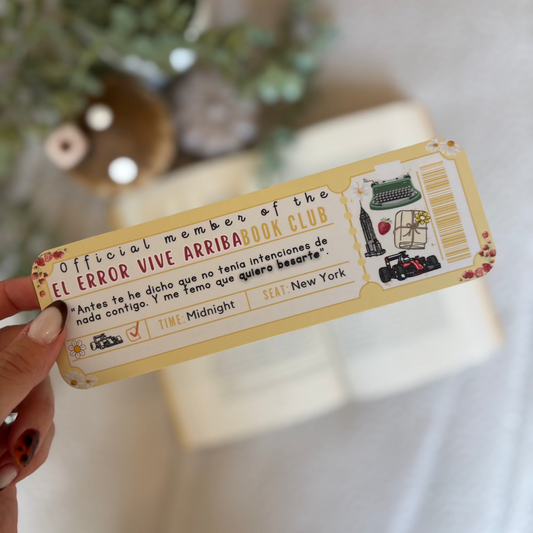 Official member of the
EL ERROR VIVE ARRIBA BOOK CLUB
"Antes te he dicho que no tenía intenciones de
nada contigo. Y me temo que quiero besarte".
TIME: Midnight SEAT: New York